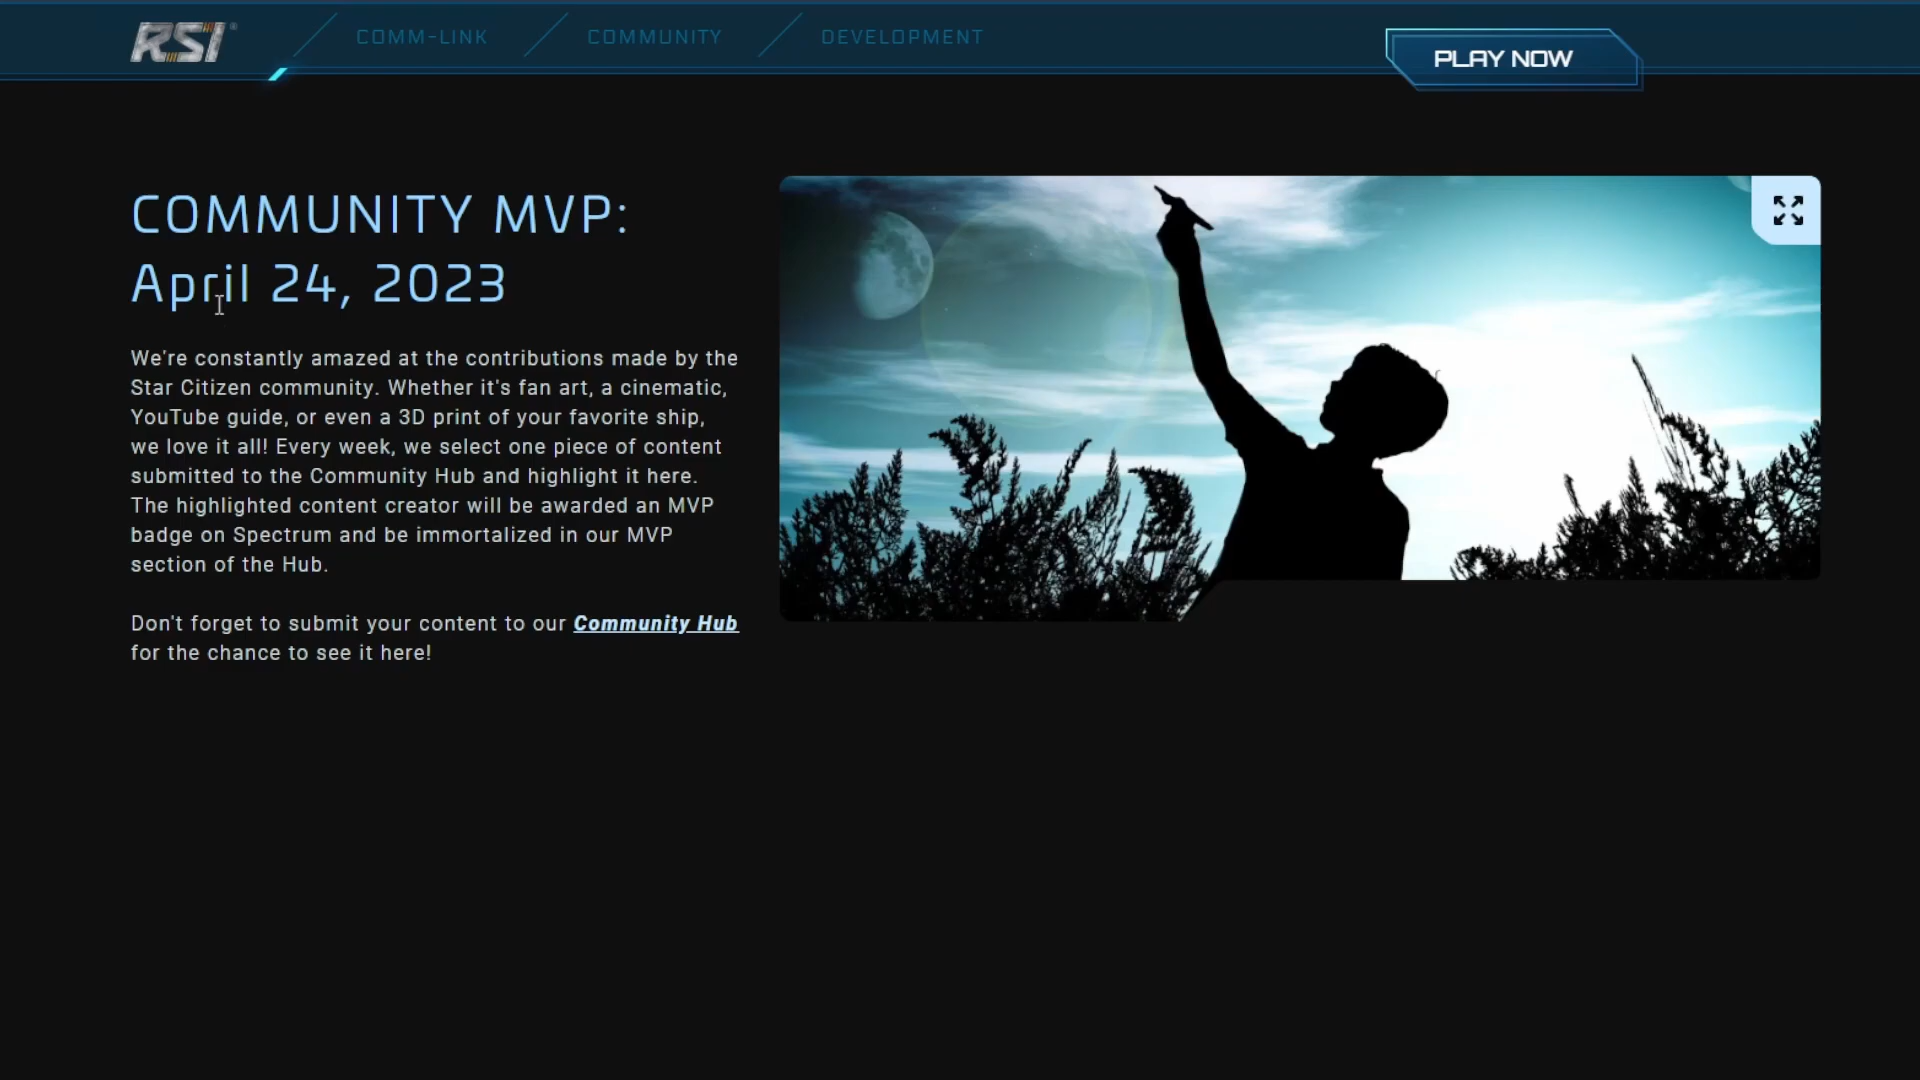 RSI
COMM-LINK
COMMUNITY
DEVELOPMENT
PLAY NOW
COMMUNITY MVP:
April 24, 2023
We're constantly amazed at the contributions made by the
Star Citizen community. Whether it's fan art, a cinematic,
YouTube guide, or even a 3D print of your favorite ship,
we love it all! Every week, we select one piece of content
submitted to the Community Hub and highlight it here.
The highlighted content creator will be awarded an MVP
badge on Spectrum and be immortalized in our MVP
section of the Hub.
Don't forget to submit your content to our Community Hub
for the chance to see it here!